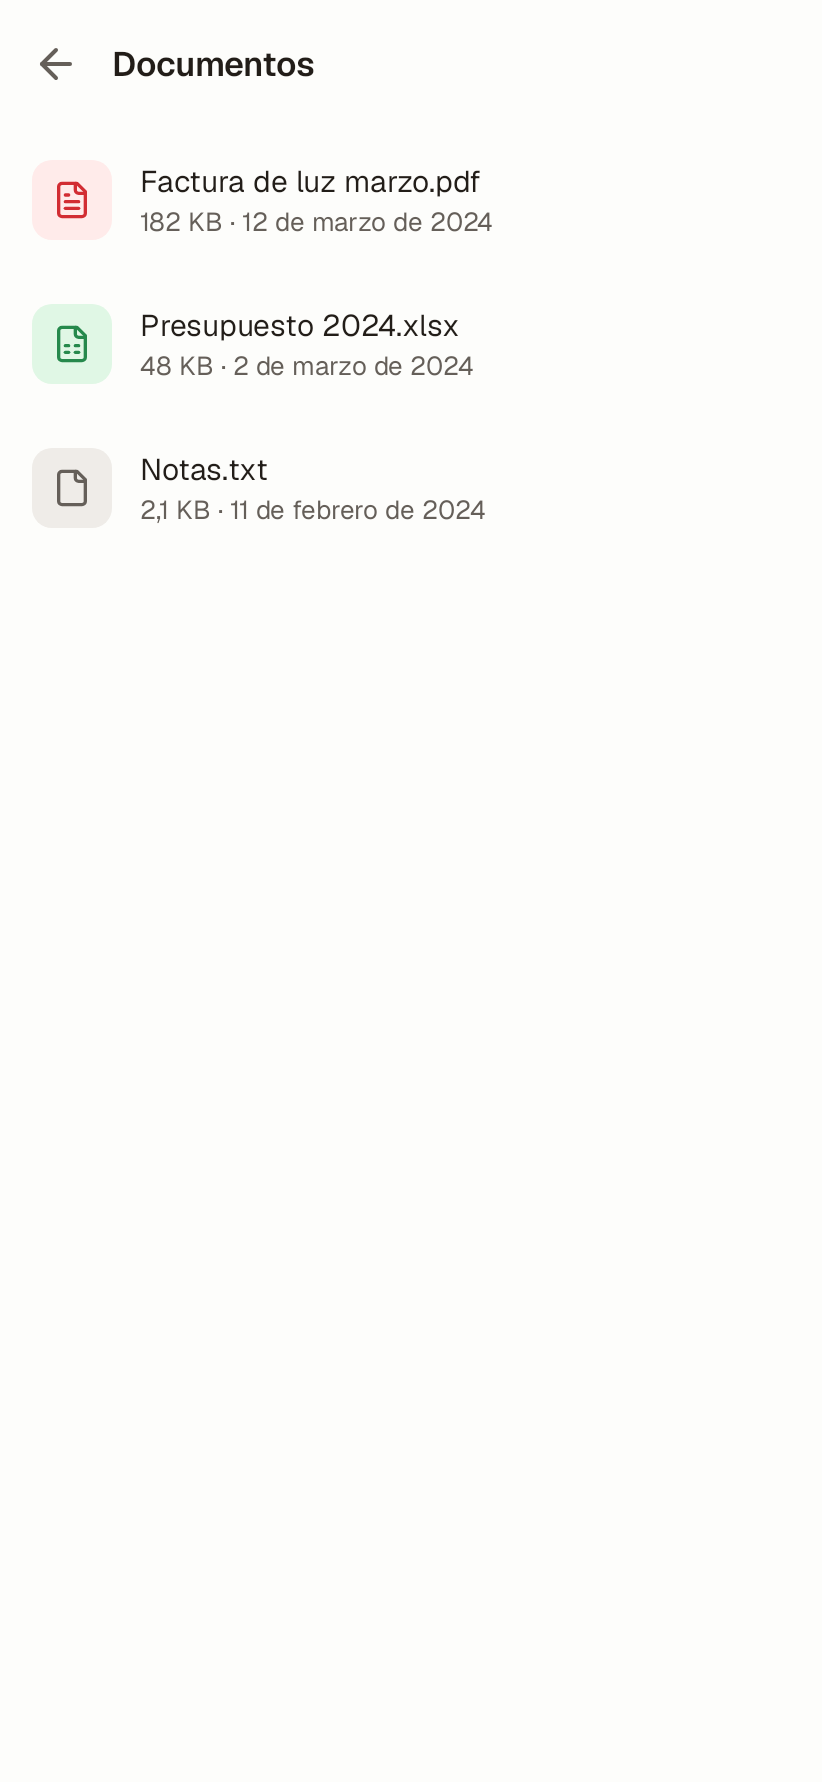 Documentos
Factura de luz marzo.pdf
182 KB · 12 de marzo de 2024
Presupuesto 2024.xlsx
48 KB · 2 de marzo de 2024
Notas.txt
2,1 KB · 11 de febrero de 2024